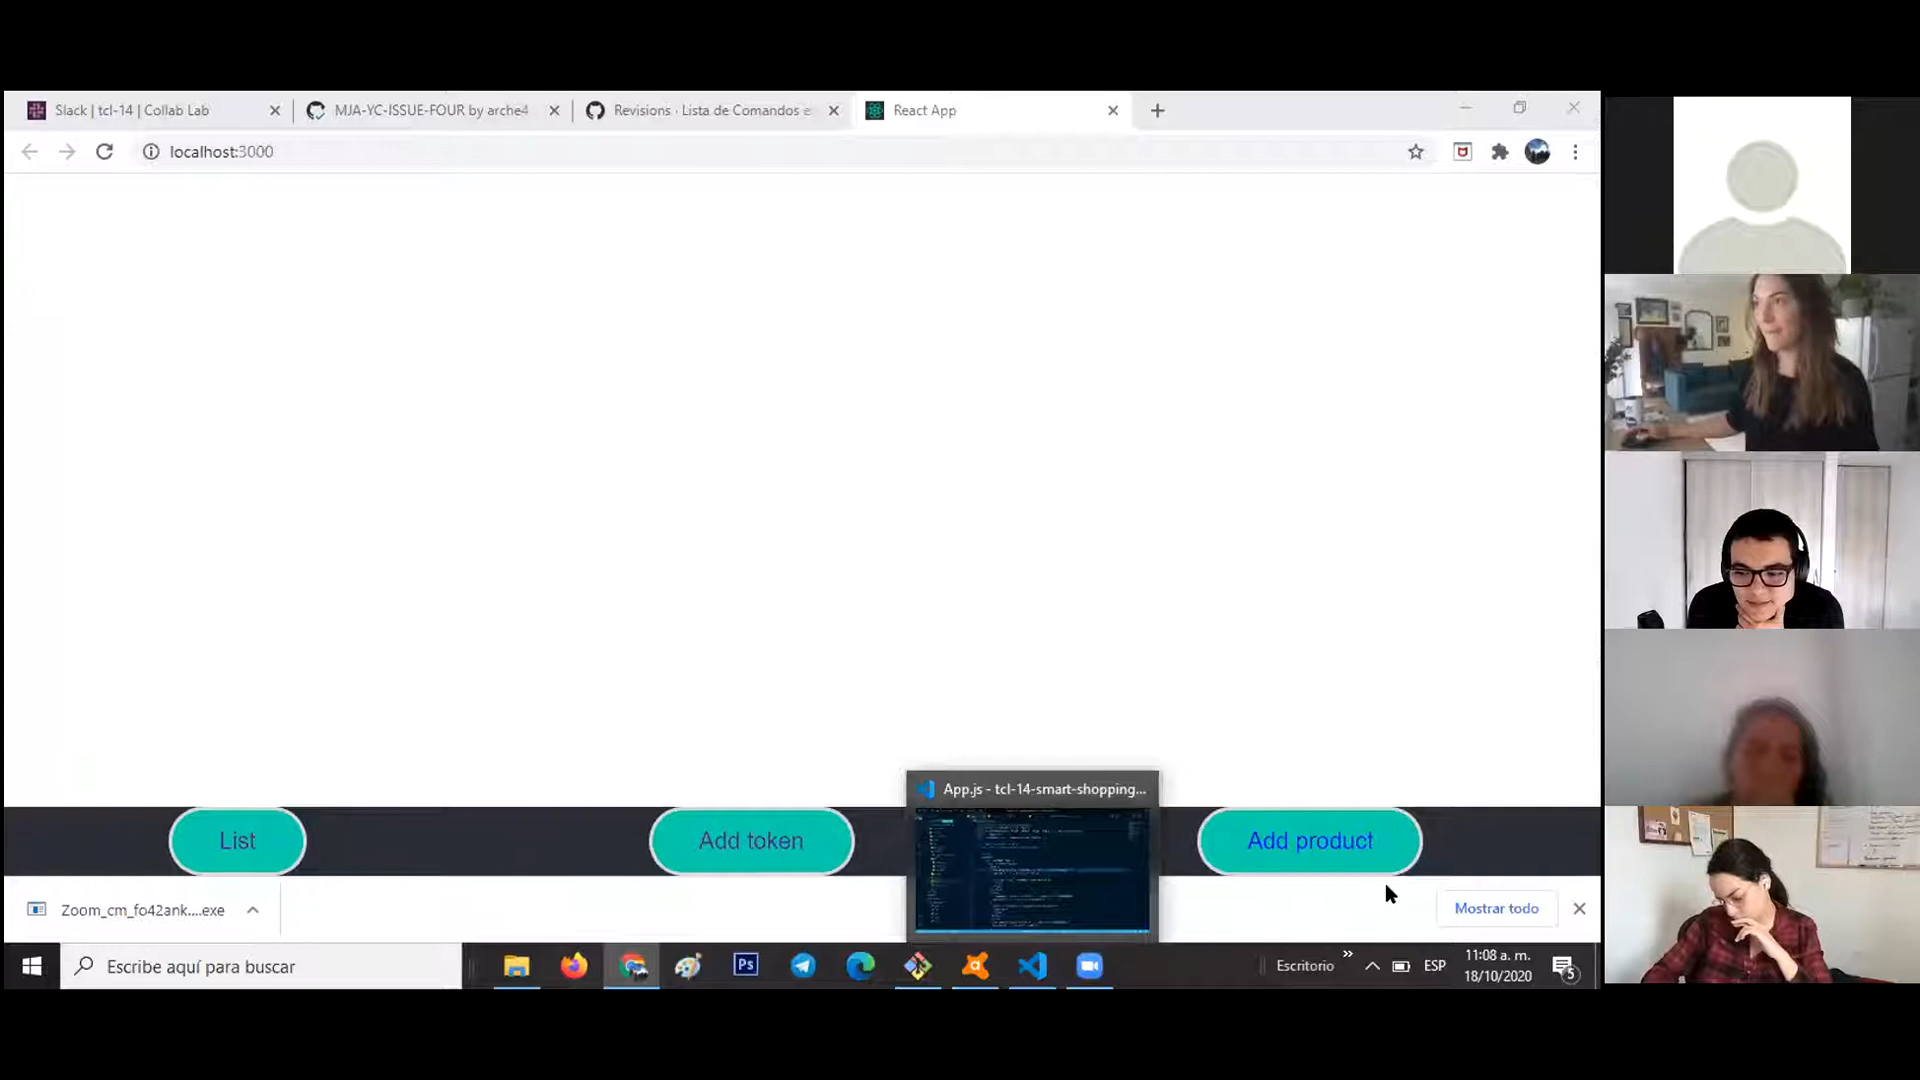 Slack | tcl-14 | Collab Lab
MJA-YC-ISSUE-FOUR by arche4
Revisions · Lista de Comandos e
React App
localhost:3000
App.js - tcl-14-smart-shopping...
List
Add token
Add product
Zoom_cm_fo42ank....exe
Mostrar todo
Escribe aquí para buscar
Ps
Escritorio
ESP
11:08 a. m.
18/10/2020
5